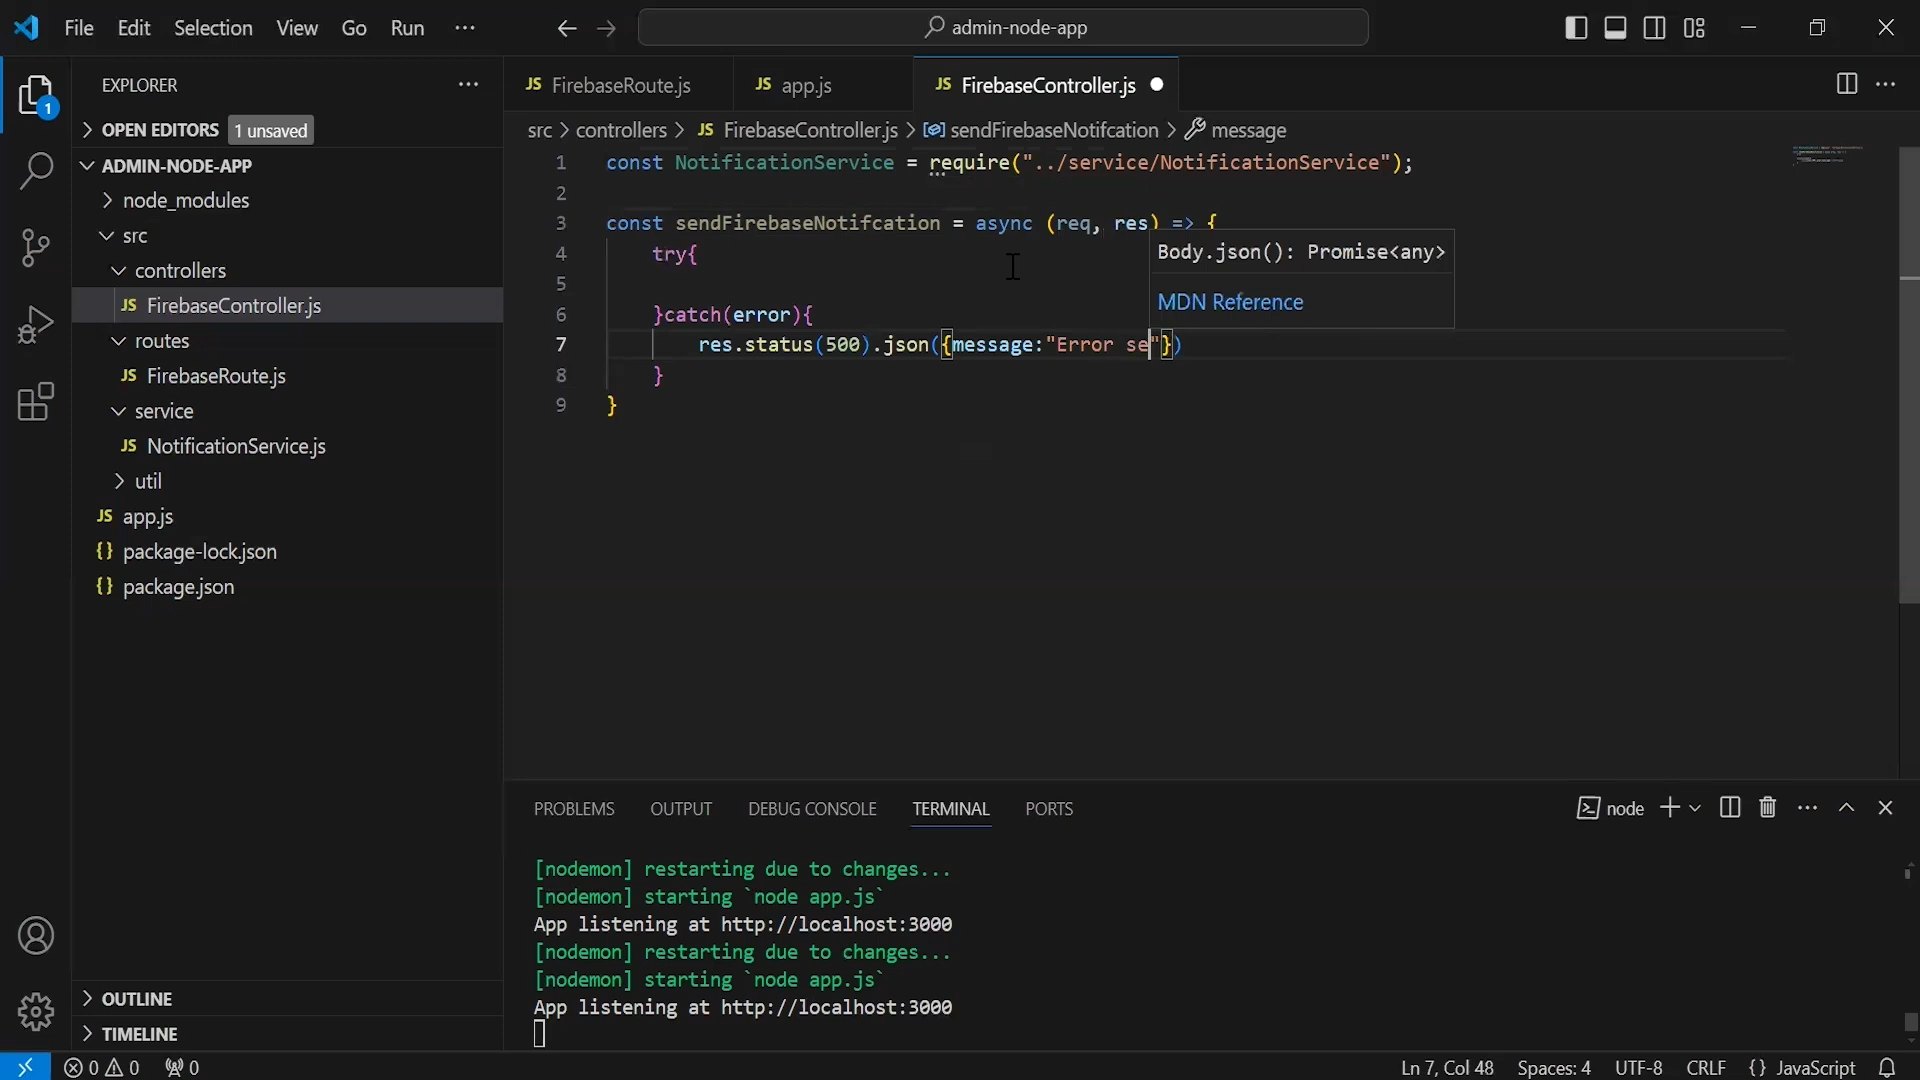 File Edit Selection View Go Run ···
admin-node-app
EXPLORER
1
OPEN EDITORS 1 unsaved
ADMIN-NODE-APP
node_modules
src
controllers
JS FirebaseController.js
routes
JS FirebaseRoute.js
service
JS NotificationService.js
util
JS app.js
{} package-lock.json
{} package.json
OUTLINE
TIMELINE
JS FirebaseRoute.js JS app.js JS FirebaseController.js
src > controllers > JS FirebaseController.js > sendFirebaseNotifcation > message
1 const NotificationService = require("../service/NotificationService");
2
3 const sendFirebaseNotifcation = async (req, res) => {
4 try{
5
6 }catch(error){
7 res.status(500).json({message:"Error se"})
8 }
9 }
Body.json(): Promise<any>
MDN Reference
PROBLEMS OUTPUT DEBUG CONSOLE TERMINAL PORTS
node
[nodemon] restarting due to changes...
[nodemon] starting `node app.js`
App listening at http://localhost:3000
[nodemon] restarting due to changes...
[nodemon] starting `node app.js`
App listening at http://localhost:3000
0 0 0 Ln 7, Col 48 Spaces: 4 UTF-8 CRLF {} JavaScript